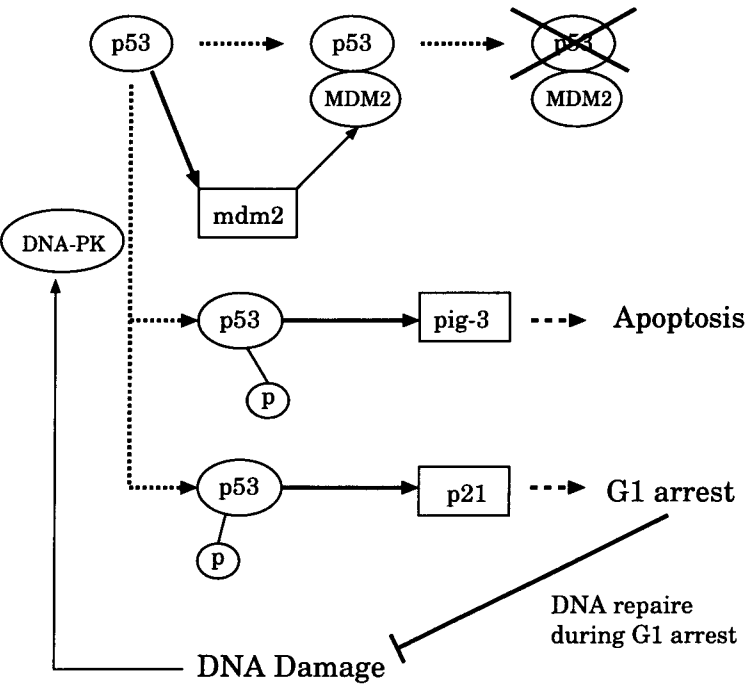 p53
p53
p53
MDM2
MDM2
mdm2
DNA-PK
p53
pig-3
Apoptosis
p
p53
p21
G1 arrest
p
DNA repaire
during G1 arrest
DNA Damage